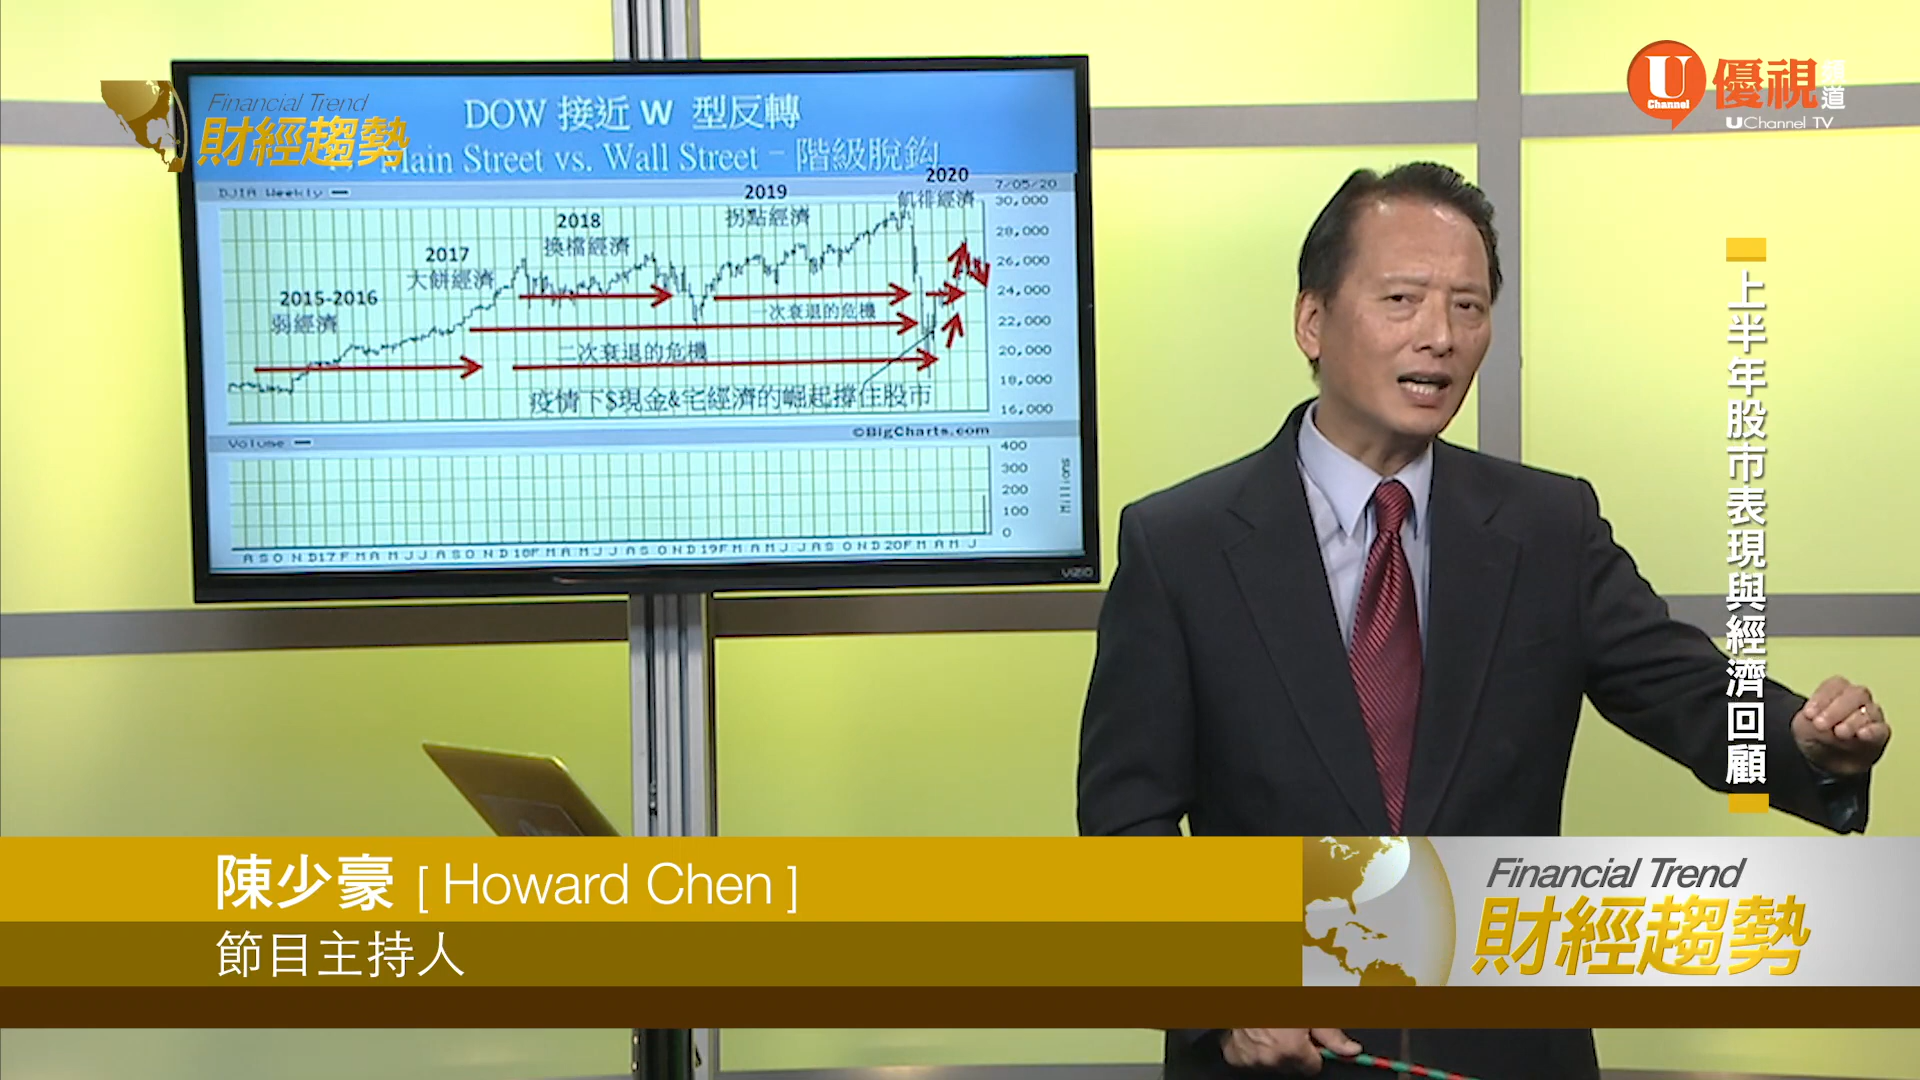 Financial Trend
財經趨勢
DOW 接近 W 型反轉
Main Street vs. Wall Street – 階級脫鈎
DJIA Weekly
7/05/20
2015-2016
弱經濟
2017
大餅經濟
2018
換檔經濟
2019
拐點經濟
2020
飢徘經濟
一次衰退的危機
二次衰退的危機
疫情下$現金&宅經濟的崛起撐住股市
30,000
28,000
26,000
24,000
22,000
20,000
18,000
16,000
©BigCharts.com
Volume
400
300
200
100
0
Millions
A S O N D 17 F M A M J J A S O N D 18 F M A M J J A S O N D 19 F M A M J J A S O N D 20 F M A M J
VIZIO
U Channel
優視頻道
UChannel TV
上半年股市表現與經濟回顧
陳少豪 [ Howard Chen ]
節目主持人
Financial Trend
財經趨勢